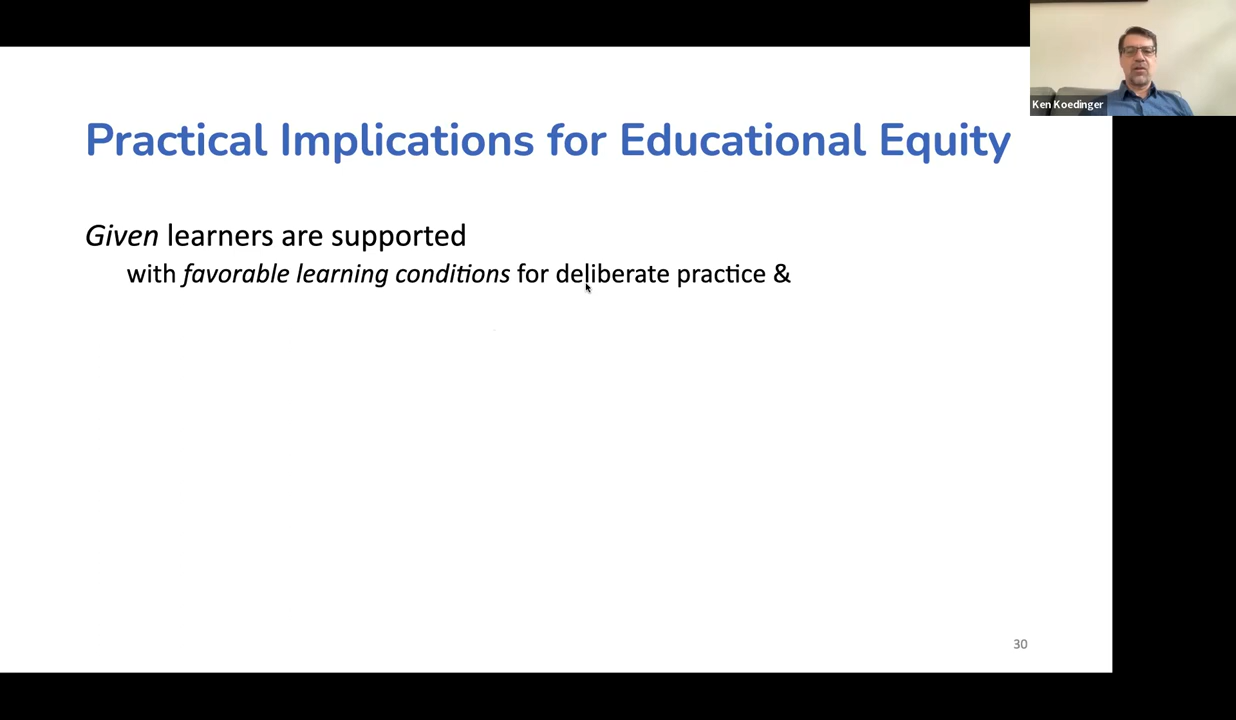 Ken Koedinger
Practical Implications for Educational Equity
Given learners are supported
with favorable learning conditions for deliberate practice &
30